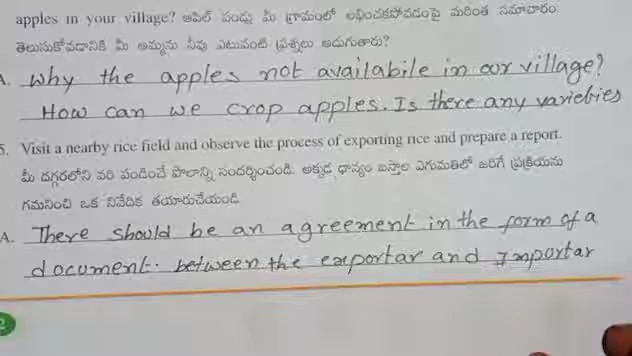 apples in your village? ఆపిల్ పండ్లు మీ గ్రామంలో లభించకపోవడంపై మరింత సమాచారం
తెలుసుకోవడానికి మీ అమ్మను నీవు ఎటువంటి ప్రశ్నలు అడుగుతారు?
A. Why the apples not availabile in our village?
How can we crop apples. Is there any varieties
5. Visit a nearby rice field and observe the process of exporting rice and prepare a report.
మీ దగ్గరలోని వరి పండించే పొలాన్ని సందర్శించండి. అక్కడ ధాన్యం బస్తాల ఎగుమతిలో జరిగే ప్రక్రియను
గమనించి ఒక నివేదిక తయారుచేయండి
A. There should be an agreement in the form of a
document. between the exportar and Importar
2